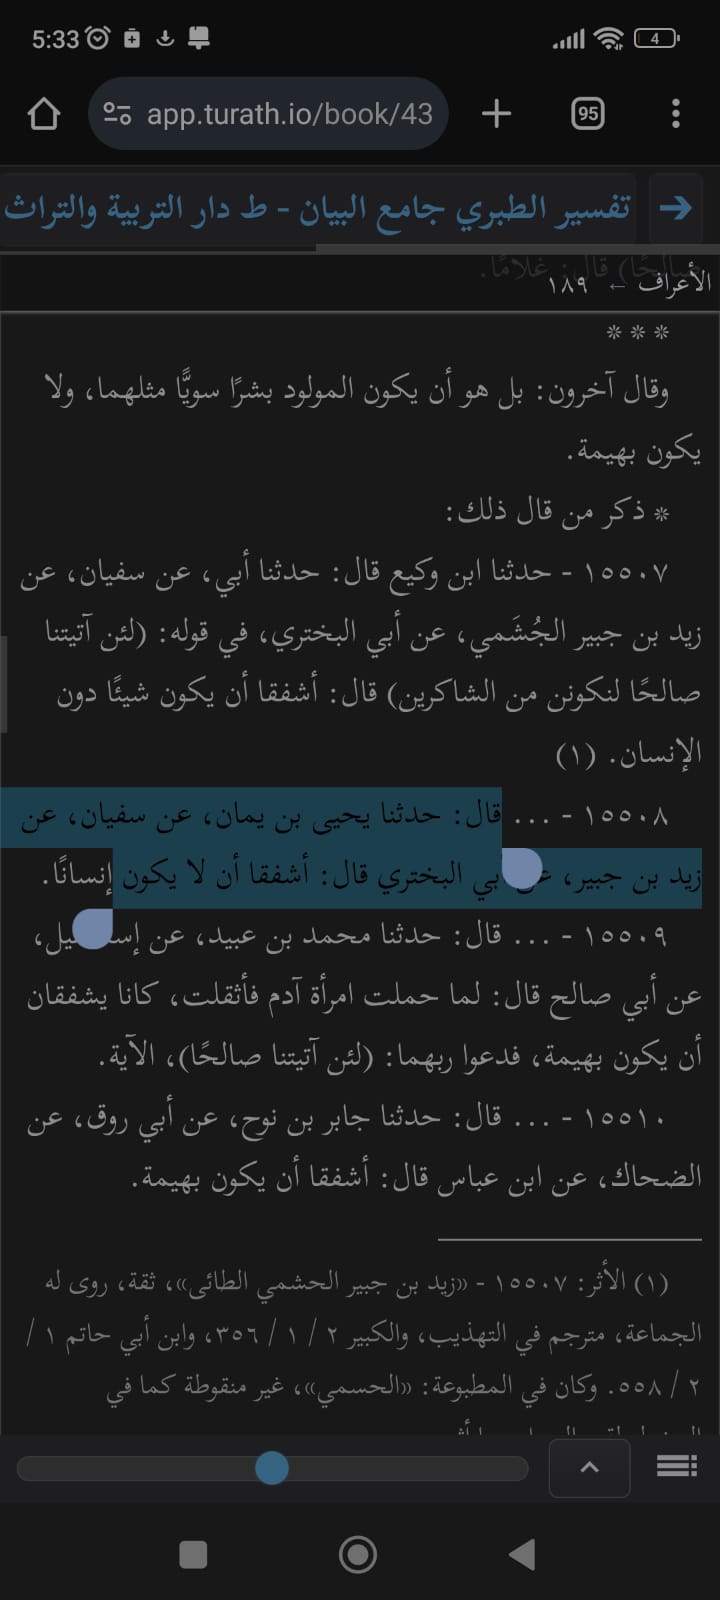 5:33
4
app.turath.io/book/43
95
تفسير الطبري جامع البيان - ط دار التربية والتراث
صالحًا) قال: غلامًا.
الأعراف ← ١٨٩
* * *
وقال آخرون: بل هو أن يكون المولود بشرًا سويًّا مثلهما، ولا
يكون بهيمة.
* ذكر من قال ذلك:
١٥٥٠٧ - حدثنا ابن وكيع قال: حدثنا أبي، عن سفيان، عن
زيد بن جبير الجُشَمي، عن أبي البختري، في قوله: (لئن آتيتنا
صالحًا لنكونن من الشاكرين) قال: أشفقا أن يكون شيئًا دون
الإنسان. (١)
١٥٥٠٨ - ... قال: حدثنا يحيى بن يمان، عن سفيان، عن
زيد بن جبير، عن أبي البختري قال: أشفقا أن لا يكون إنسانًا.
١٥٥٠٩ - ... قال: حدثنا محمد بن عبيد، عن إسماعيل،
عن أبي صالح قال: لما حملت امرأة آدم فأثقلت، كانا يشفقان
أن يكون بهيمة، فدعوا ربهما: (لئن آتيتنا صالحًا)، الآية.
١٥٥١٠ - ... قال: حدثنا جابر بن نوح، عن أبي روق، عن
الضحاك، عن ابن عباس قال: أشفقا أن يكون بهيمة.
(١) الأثر: ١٥٥٠٧ - «زيد بن جبير الحشمي الطائى»، ثقة، روى له
الجماعة، مترجم في التهذيب، والكبير ٢ / ١ / ٣٥٦، وابن أبي حاتم ١ /
٢ / ٥٥٨. وكان في المطبوعة: «الحسمي»، غير منقوطة كما في